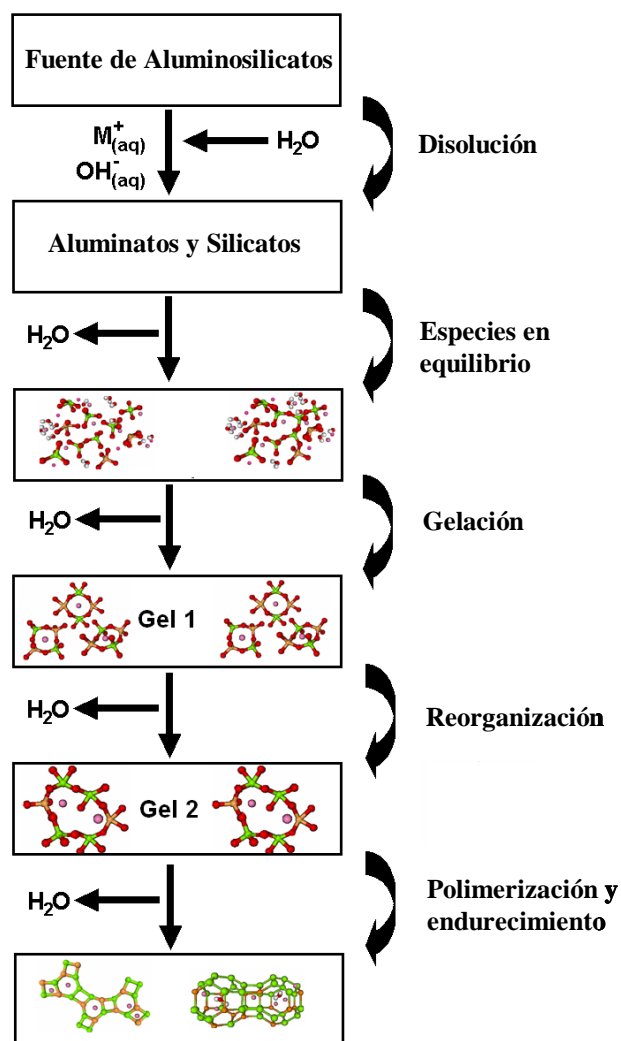 Fuente de Aluminosilicatos
M⁺(aq)
H₂O
OH⁻(aq)
Disolución
Aluminatos y Silicatos
H₂O
Especies en
equilibrio
H₂O
Gelación
Gel 1
H₂O
Reorganización
Gel 2
H₂O
Polimerización y
endurecimiento